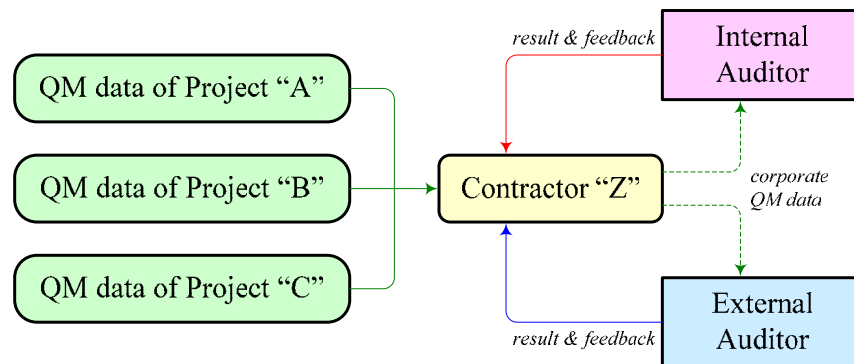 result & feedback
Internal
Auditor
QM data of Project “A”
QM data of Project “B”
Contractor “Z”
corporate
QM data
QM data of Project “C”
External
Auditor
result & feedback